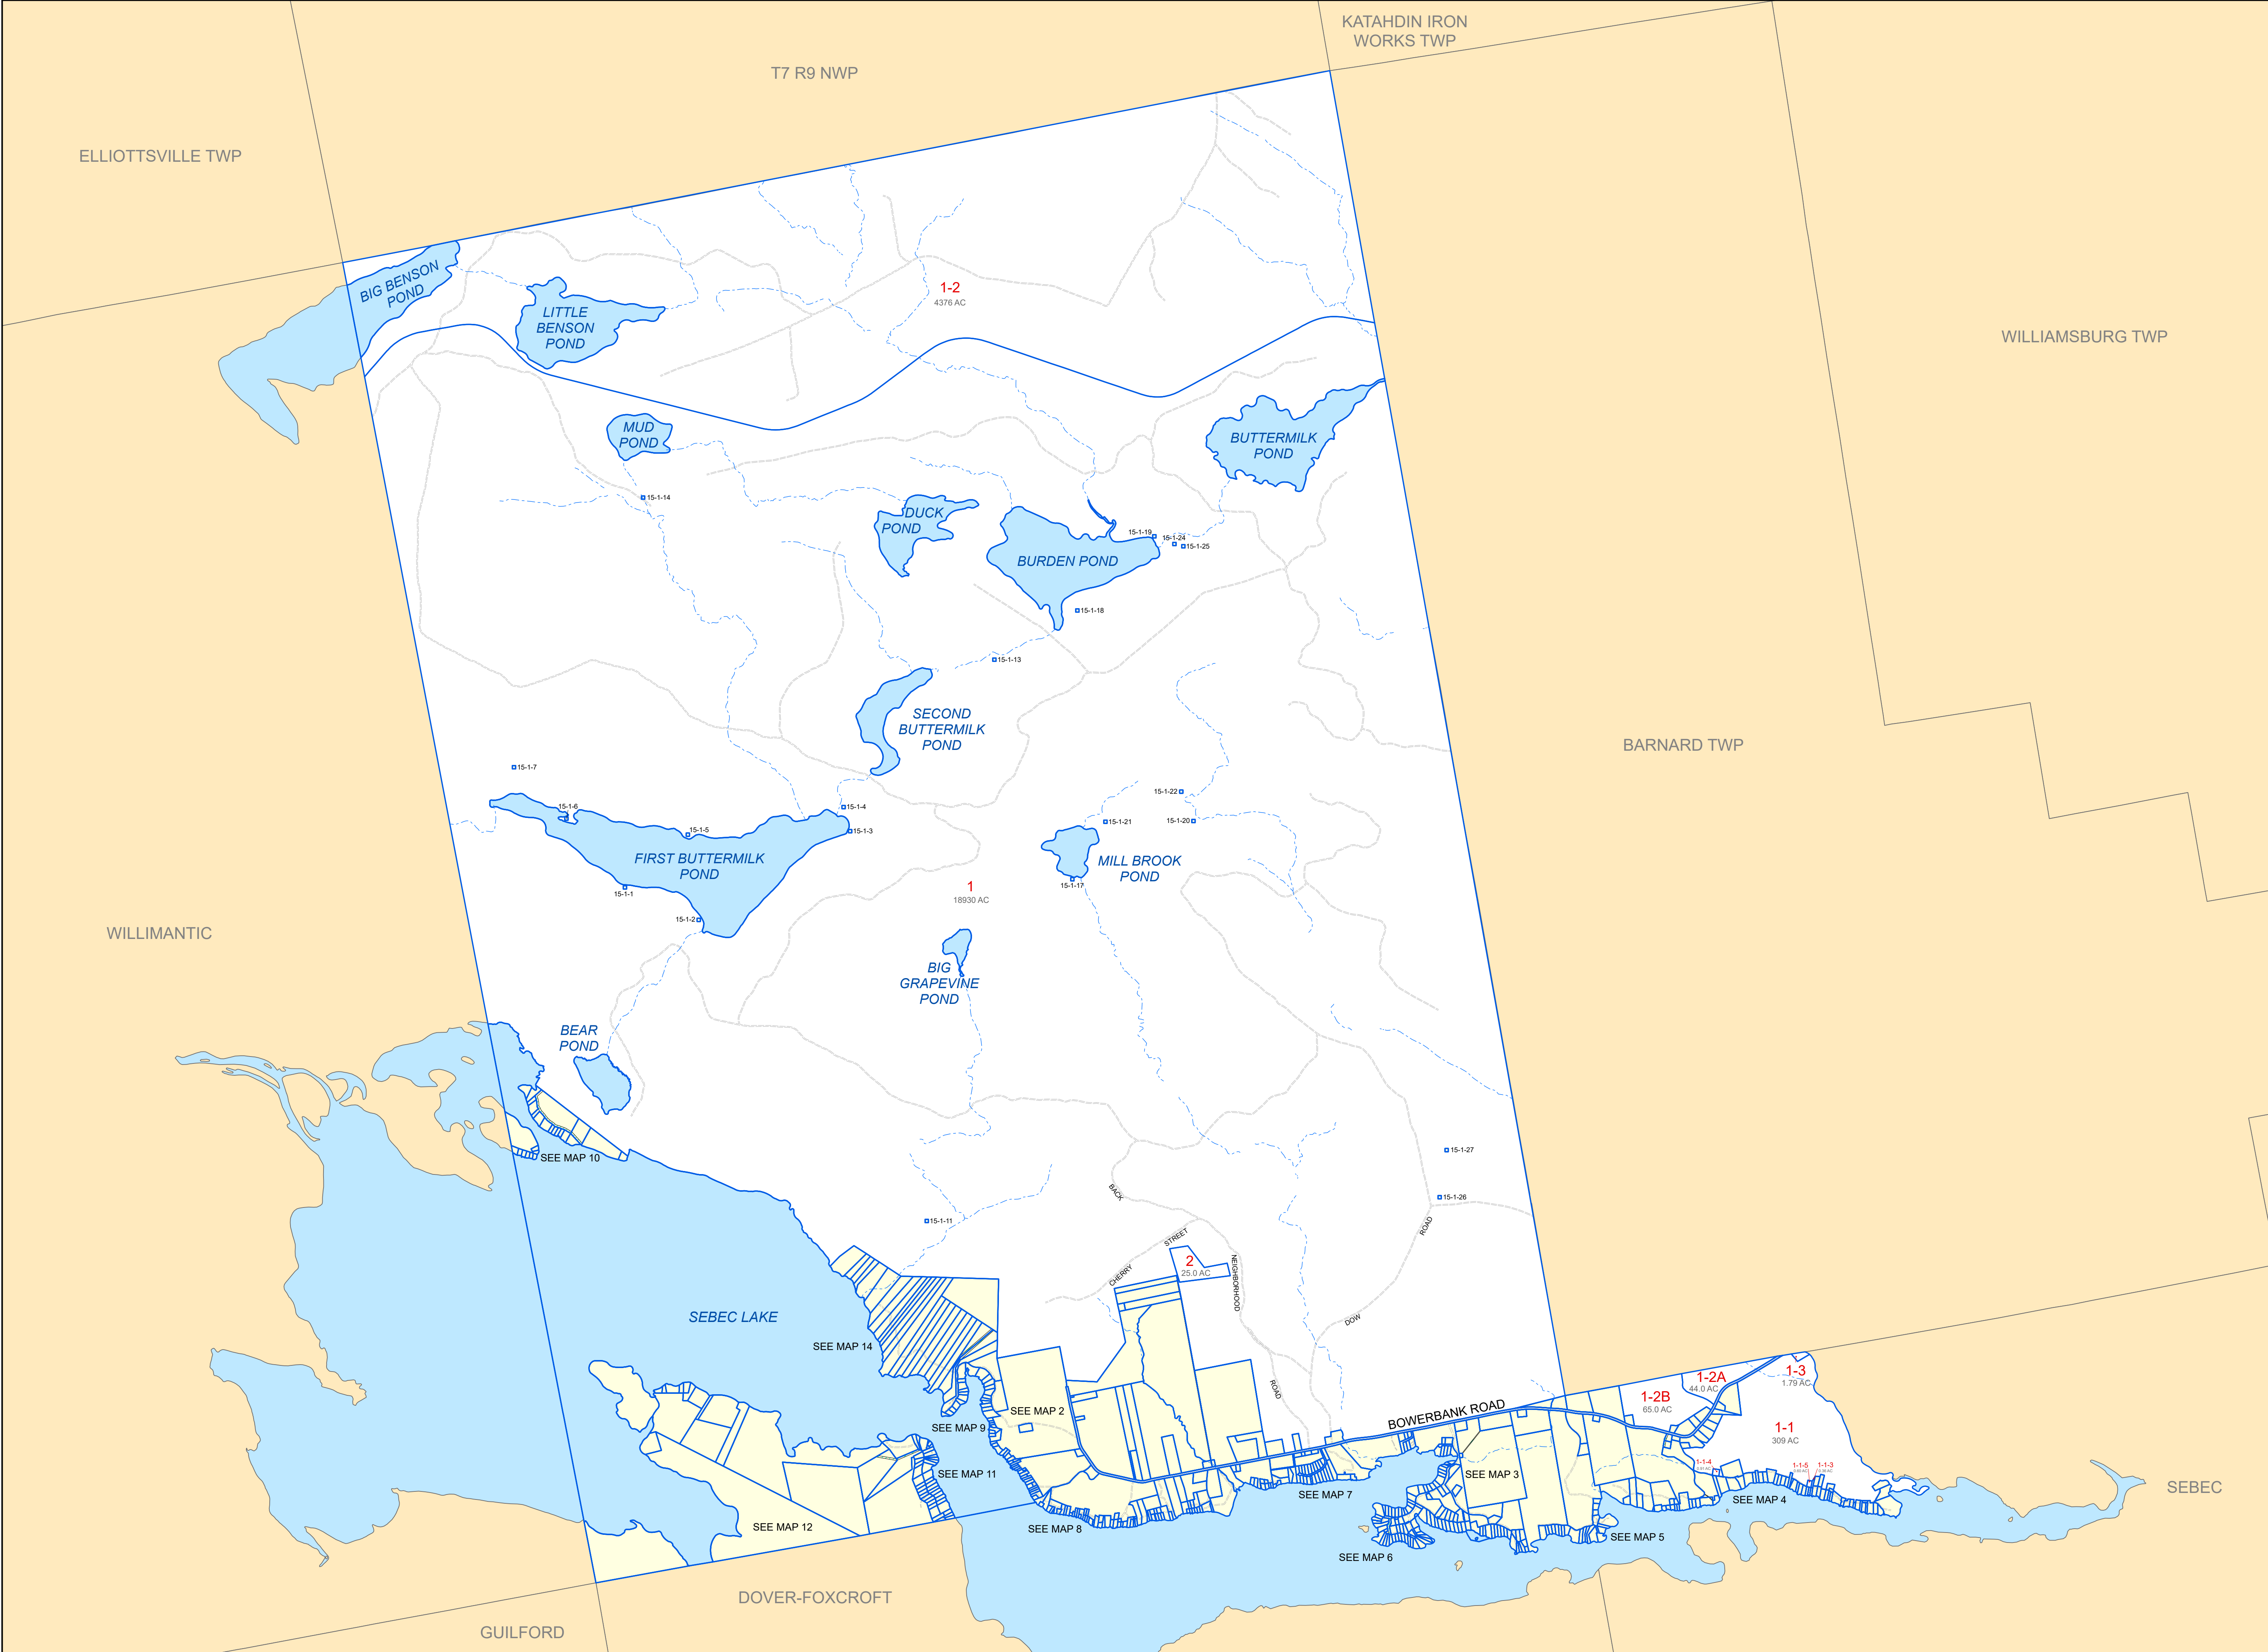 KATAHDIN IRON
WORKS TWP
T7 R9 NWP
ELLIOTTSVILLE TWP
BIG BENSON
POND
LITTLE
BENSON
POND
1-2
4376 AC
WILLIAMSBURG TWP
MUD
POND
BUTTERMILK
POND
15-1-14
DUCK
POND
15-1-19
15-1-24
15-1-25
BURDEN POND
15-1-18
15-1-13
SECOND
BUTTERMILK
POND
BARNARD TWP
15-1-7
15-1-6
15-1-4
15-1-5
15-1-3
15-1-22
15-1-21
15-1-20
FIRST BUTTERMILK
POND
MILL BROOK
POND
15-1-1
15-1-17
1
18930 AC
15-1-2
WILLIMANTIC
BIG
GRAPEVINE
POND
BEAR
POND
SEE MAP 10
15-1-27
BACK
15-1-26
15-1-11
ROAD
STREET
CHERRY
2
25.0 AC
NEIGHBORHOOD
SEBEC LAKE
DOW
SEE MAP 14
ROAD
1-3
1.79 AC
1-2A
44.0 AC
1-2B
65.0 AC
BOWERBANK ROAD
SEE MAP 2
SEE MAP 9
1-1
309 AC
1-1-4
1-1-5
1-1-3
SEE MAP 11
SEE MAP 3
SEE MAP 7
SEE MAP 4
SEBEC
SEE MAP 12
SEE MAP 8
SEE MAP 5
SEE MAP 6
DOVER-FOXCROFT
GUILFORD